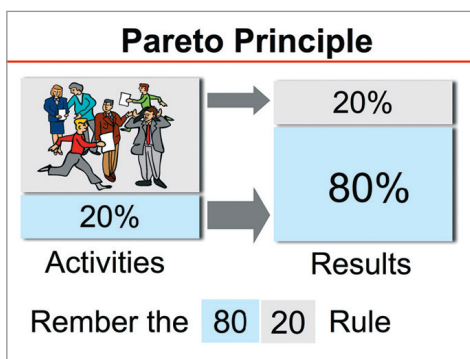 Pareto Principle
20%
20%
80%
Activities
Results
Rember the 80 20 Rule